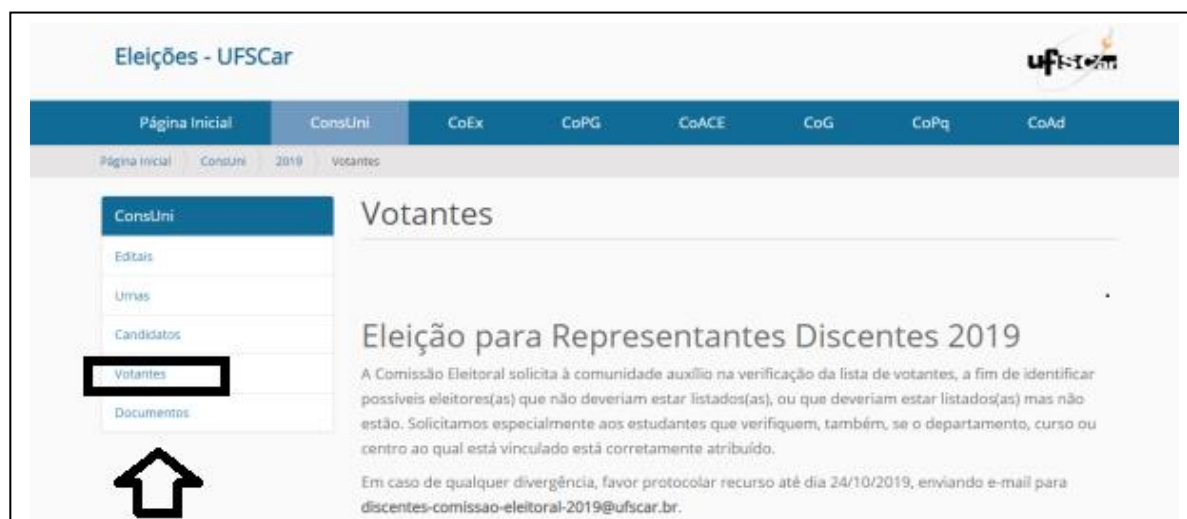 Eleições - UFSCar
ufscar
Página Inicial ConsUni CoEx CoPG CoACE CoG CoPq CoAd
Página Inicial ConsUni 2019 Votantes
ConsUni
Editais
Urnas
Candidatos
Votantes
Documentos
Votantes
Eleição para Representantes Discentes 2019
A Comissão Eleitoral solicita à comunidade auxílio na verificação da lista de votantes, a fim de identificar
possíveis eleitores(as) que não deveriam estar listados(as), ou que deveriam estar listados(as) mas não
estão. Solicitamos especialmente aos estudantes que verifiquem, também, se o departamento, curso ou
centro ao qual está vinculado está corretamente atribuído.
Em caso de qualquer divergência, favor protocolar recurso até dia 24/10/2019, enviando e-mail para
discentes-comissao-eleitoral-2019@ufscar.br.